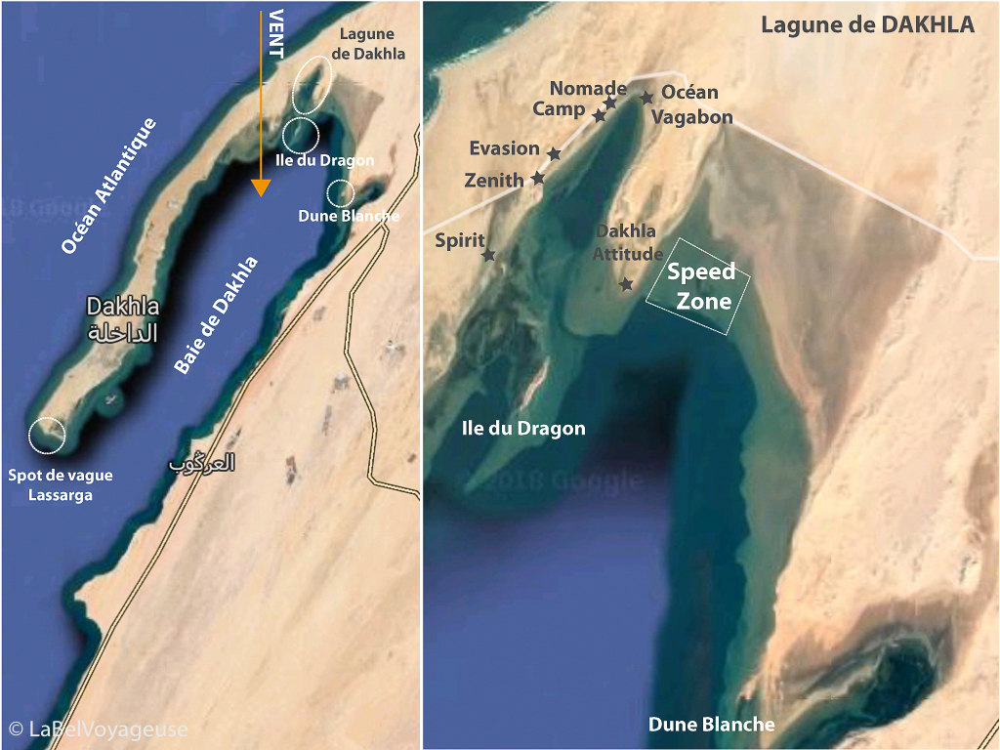 VENT
Lagune
de Dakhla
Ile du Dragon
Dune Blanche
Océan Atlantique
Baie de Dakhla
Dakhla
الداخلة
العرگوب
Spot de vague
Lassarga
© LaBelVoyageuse
Lagune de DAKHLA
Nomade
Camp
Océan
Vagabon
Evasion
Zenith
Spirit
Dakhla
Attitude
Speed
Zone
Ile du Dragon
2018 Google
Dune Blanche